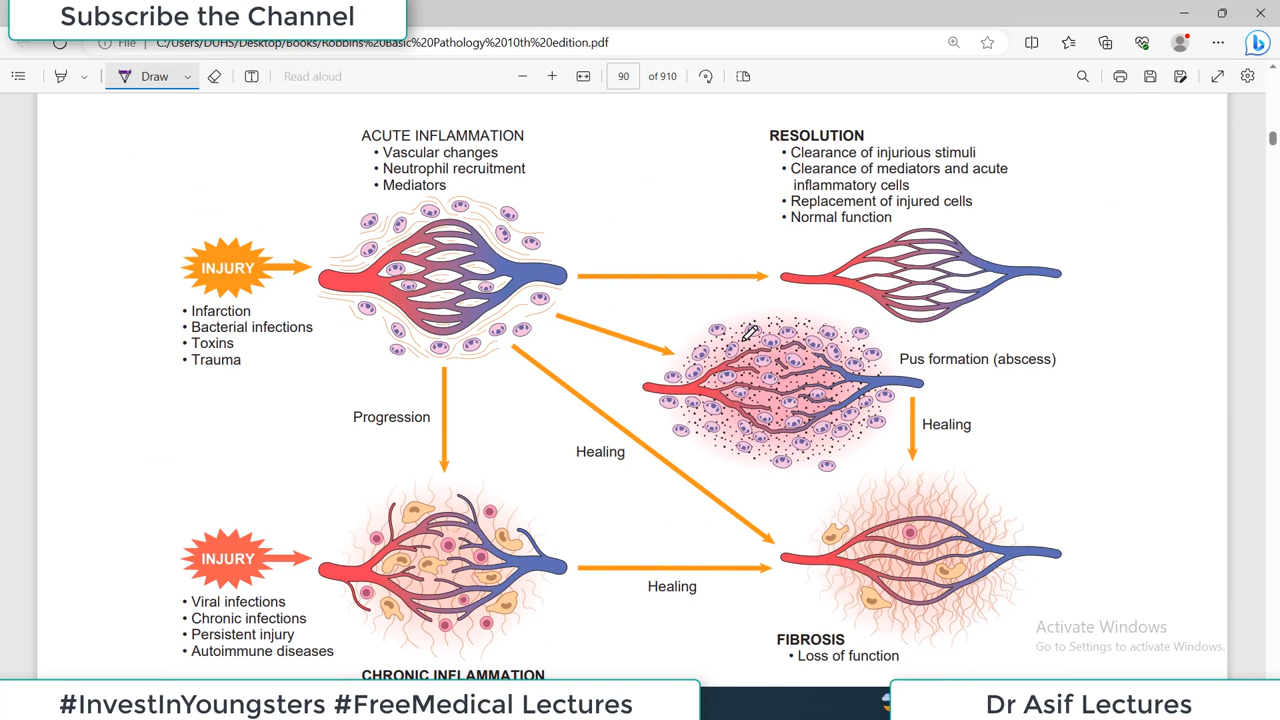 Subscribe the Channel
File
C:/Users/DUHS/Desktop/Books/Robbins%20Basic%20Pathology%2010th%20edition.pdf
Draw
Read aloud
90 of 910
ACUTE INFLAMMATION
• Vascular changes
• Neutrophil recruitment
• Mediators
RESOLUTION
• Clearance of injurious stimuli
• Clearance of mediators and acute
inflammatory cells
• Replacement of injured cells
• Normal function
INJURY
• Infarction
• Bacterial infections
• Toxins
• Trauma
Pus formation (abscess)
Progression
Healing
Healing
INJURY
• Viral infections
• Chronic infections
• Persistent injury
• Autoimmune diseases
Healing
FIBROSIS
• Loss of function
CHRONIC INFLAMMATION
Activate Windows
Go to Settings to activate Windows.
#InvestInYoungsters #FreeMedical Lectures
Dr Asif Lectures